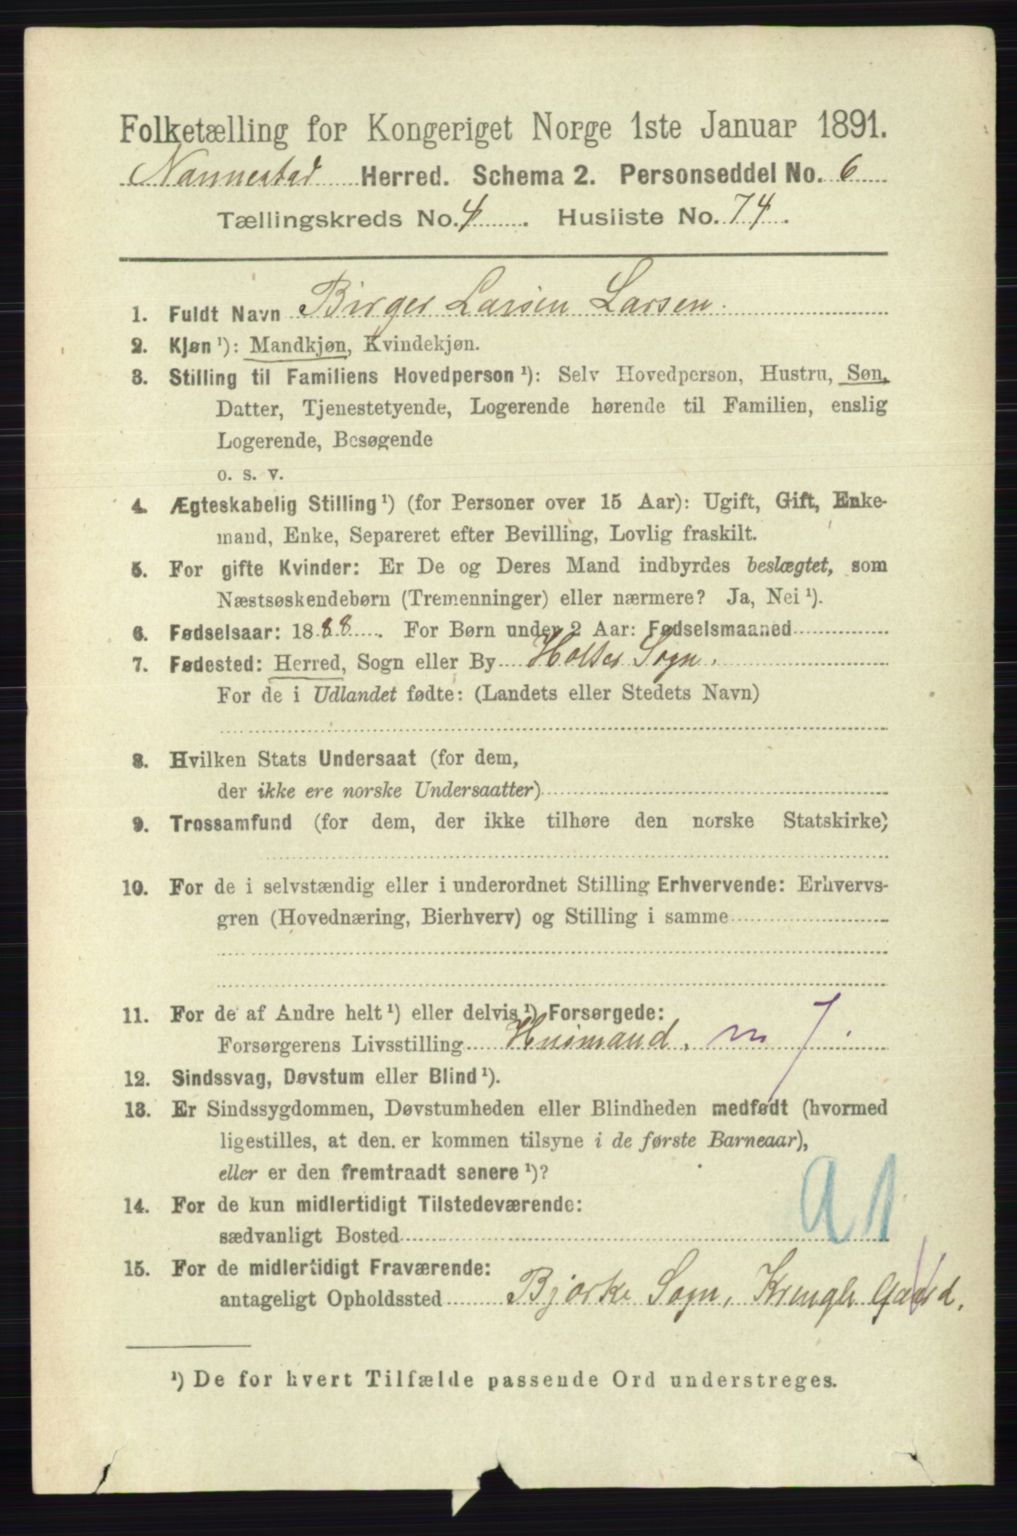 Folketælling for Kongeriget Norge 1ste Januar 1891.
Nannestad Herred. Schema 2. Personseddel No. 6
Tællingskreds No. 4. Husliste No. 74.
1. Fuldt Navn Birger Larsen Larsen.
2. Kjøn ¹): Mandkjøn, Kvindekjøn.
3. Stilling til Familiens Hovedperson ¹): Selv Hovedperson, Hustru, Søn,
Datter, Tjenestetyende, Logerende hørende til Familien, enslig
Logerende, Besøgende
o. s. v.
4. Ægteskabelig Stilling ¹) (for Personer over 15 Aar): Ugift, Gift, Enke-
mand, Enke, Separeret efter Bevilling, Lovlig fraskilt.
5. For gifte Kvinder: Er De og Deres Mand indbyrdes beslægtet, som
Næstsøskendebørn (Tremenninger) eller nærmere? Ja, Nei ¹).
6. Fødselsaar: 1888. For Børn under 2 Aar: Fødselsmaaned
7. Fødested: Herred, Sogn eller By Holter Sogn.
For de i Udlandet fødte: (Landets eller Stedets Navn)
8. Hvilken Stats Undersaat (for dem,
der ikke ere norske Undersaatter)
9. Trossamfund (for dem, der ikke tilhøre den norske Statskirke)
10. For de i selvstændig eller i underordnet Stilling Erhvervende: Erhvervs-
gren (Hovednæring, Bierhverv) og Stilling i samme
11. For de af Andre helt ¹) eller delvis ¹) Forsørgede:
Forsørgerens Livsstilling Husmand. m J.
12. Sindssvag, Døvstum eller Blind ¹).
13. Er Sindssygdommen, Døvstumheden eller Blindheden medfødt (hvormed
ligestilles, at den er kommen tilsyne i de første Barneaar),
eller er den fremtraadt senere ¹)?
14. For de kun midlertidigt Tilstedeværende:
sædvanligt Bosted
a1
15. For de midlertidigt Fraværende:
antageligt Opholdssted Bjørke Sogn, Krengle Gaard.
¹) De for hvert Tilfælde passende Ord understreges.